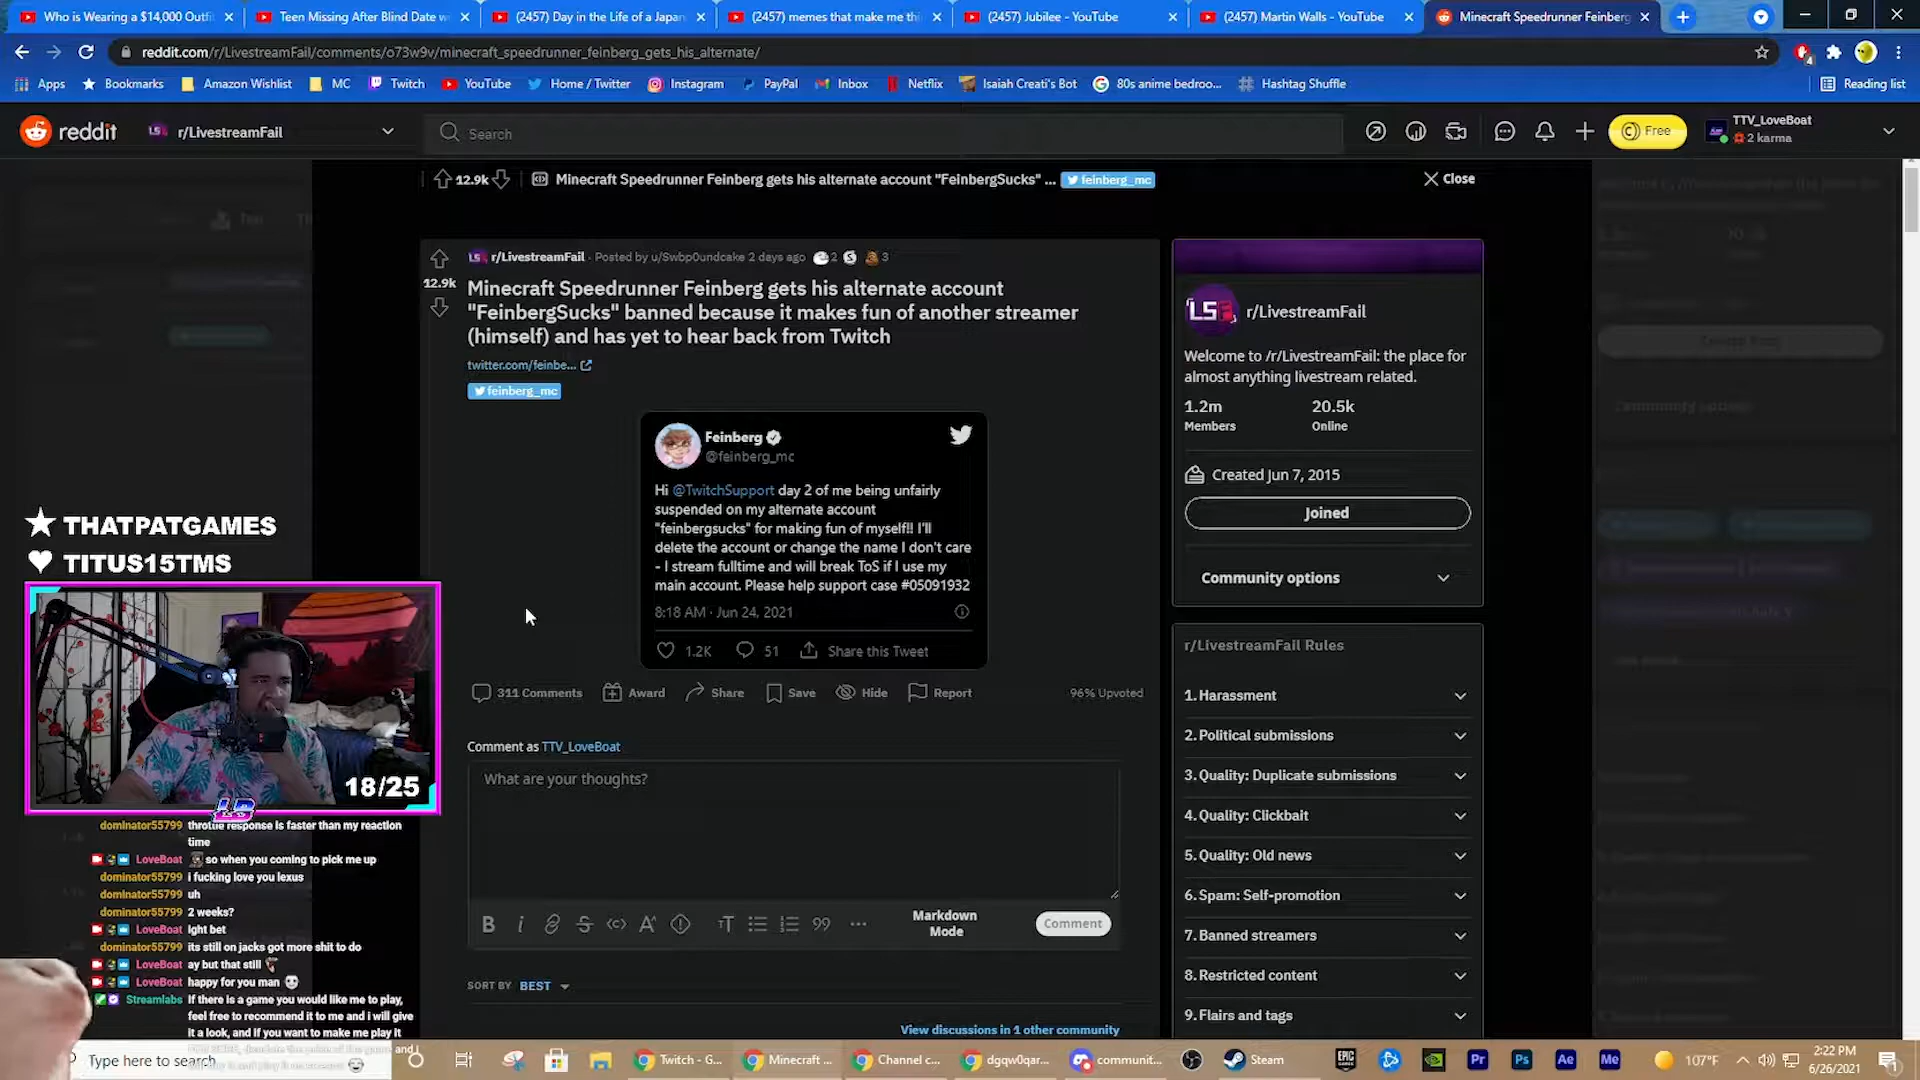 Who is Wearing a $14,000 Outfi
Teen Missing After Blind Date w
(2457) Day in the Life of a Japan
(2457) memes that make me thi
(2457) Jubilee - YouTube
(2457) Martin Walls - YouTube
Minecraft Speedrunner Feinberg
reddit.com/r/LivestreamFail/comments/o73w9v/minecraft_speedrunner_feinberg_gets_his_alternate/
Apps Bookmarks Amazon Wishlist MC Twitch YouTube Home / Twitter Instagram PayPal Inbox Netflix Isaiah Creati's Bot 80s anime bedroo... Hashtag Shuffle Reading list
reddit r/LivestreamFail Search Free TTV_LoveBoat
2 karma
12.9k Minecraft Speedrunner Feinberg gets his alternate account "FeinbergSucks" ... feinberg_mc Close
r/LivestreamFail · Posted by u/Swbp0undcake 2 days ago 2 3
12.9k
Minecraft Speedrunner Feinberg gets his alternate account
"FeinbergSucks" banned because it makes fun of another streamer
(himself) and has yet to hear back from Twitch
twitter.com/feinbe...
feinberg_mc
Feinberg
@feinberg_mc
Hi @TwitchSupport day 2 of me being unfairly
suspended on my alternate account
"feinbergsucks" for making fun of myself!! I'll
delete the account or change the name I don't care
- I stream fulltime and will break ToS if I use my
main account. Please help support case #05091932
8:18 AM · Jun 24, 2021
1.2K 51 Share this Tweet
311 Comments Award Share Save Hide Report 96% Upvoted
Comment as TTV_LoveBoat
What are your thoughts?
Markdown
Mode
Comment
SORT BY BEST
View discussions in 1 other community
LSF r/LivestreamFail
Welcome to /r/LivestreamFail: the place for
almost anything livestream related.
1.2m 20.5k
Members Online
Created Jun 7, 2015
Joined
Community options
r/LivestreamFail Rules
1. Harassment
2. Political submissions
3. Quality: Duplicate submissions
4. Quality: Clickbait
5. Quality: Old news
6. Spam: Self-promotion
7. Banned streamers
8. Restricted content
9. Flairs and tags
THATPATGAMES
TITUS15TMS
18/25
LB
dominator55799 throttle response is faster than my reaction
time
LoveBoat so when you coming to pick me up
dominator55799 i fucking love you lexus
dominator55799 uh
dominator55799 2 weeks?
LoveBoat ight bet
dominator55799 its still on jacks got more shit to do
LoveBoat ay but that still
LoveBoat happy for you man
Streamlabs If there is a game you would like me to play,
feel free to recommend it to me and i will give
it a look, and if you want to make me play it
Type here to search
Twitch - G... Minecraft ... Channel c... dgqw0qar... communit... Steam
EPIC GAMES Pr Ps Ae Me
107°F 2:22 PM
6/26/2021